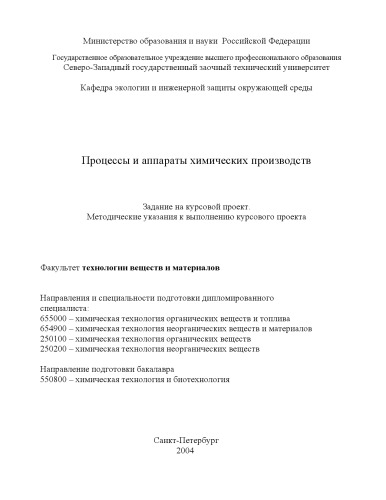 Министерство образования и науки Российской Федерации
Государственное образовательное учреждение высшего профессионального образования
Северо-Западный государственный заочный технический университет
Кафедра экологии и инженерной защиты окружающей среды
Процессы и аппараты химических производств
Задание на курсовой проект.
Методические указания к выполнению курсового проекта
Факультет технологии веществ и материалов
Направления и специальности подготовки дипломированного
специалиста:
655000 – химическая технология органических веществ и топлива
654900 – химическая технология неорганических веществ и материалов
250100 – химическая технология органических веществ
250200 – химическая технология неорганических веществ
Направление подготовки бакалавра
550800 – химическая технология и биотехнология
Санкт-Петербург
2004